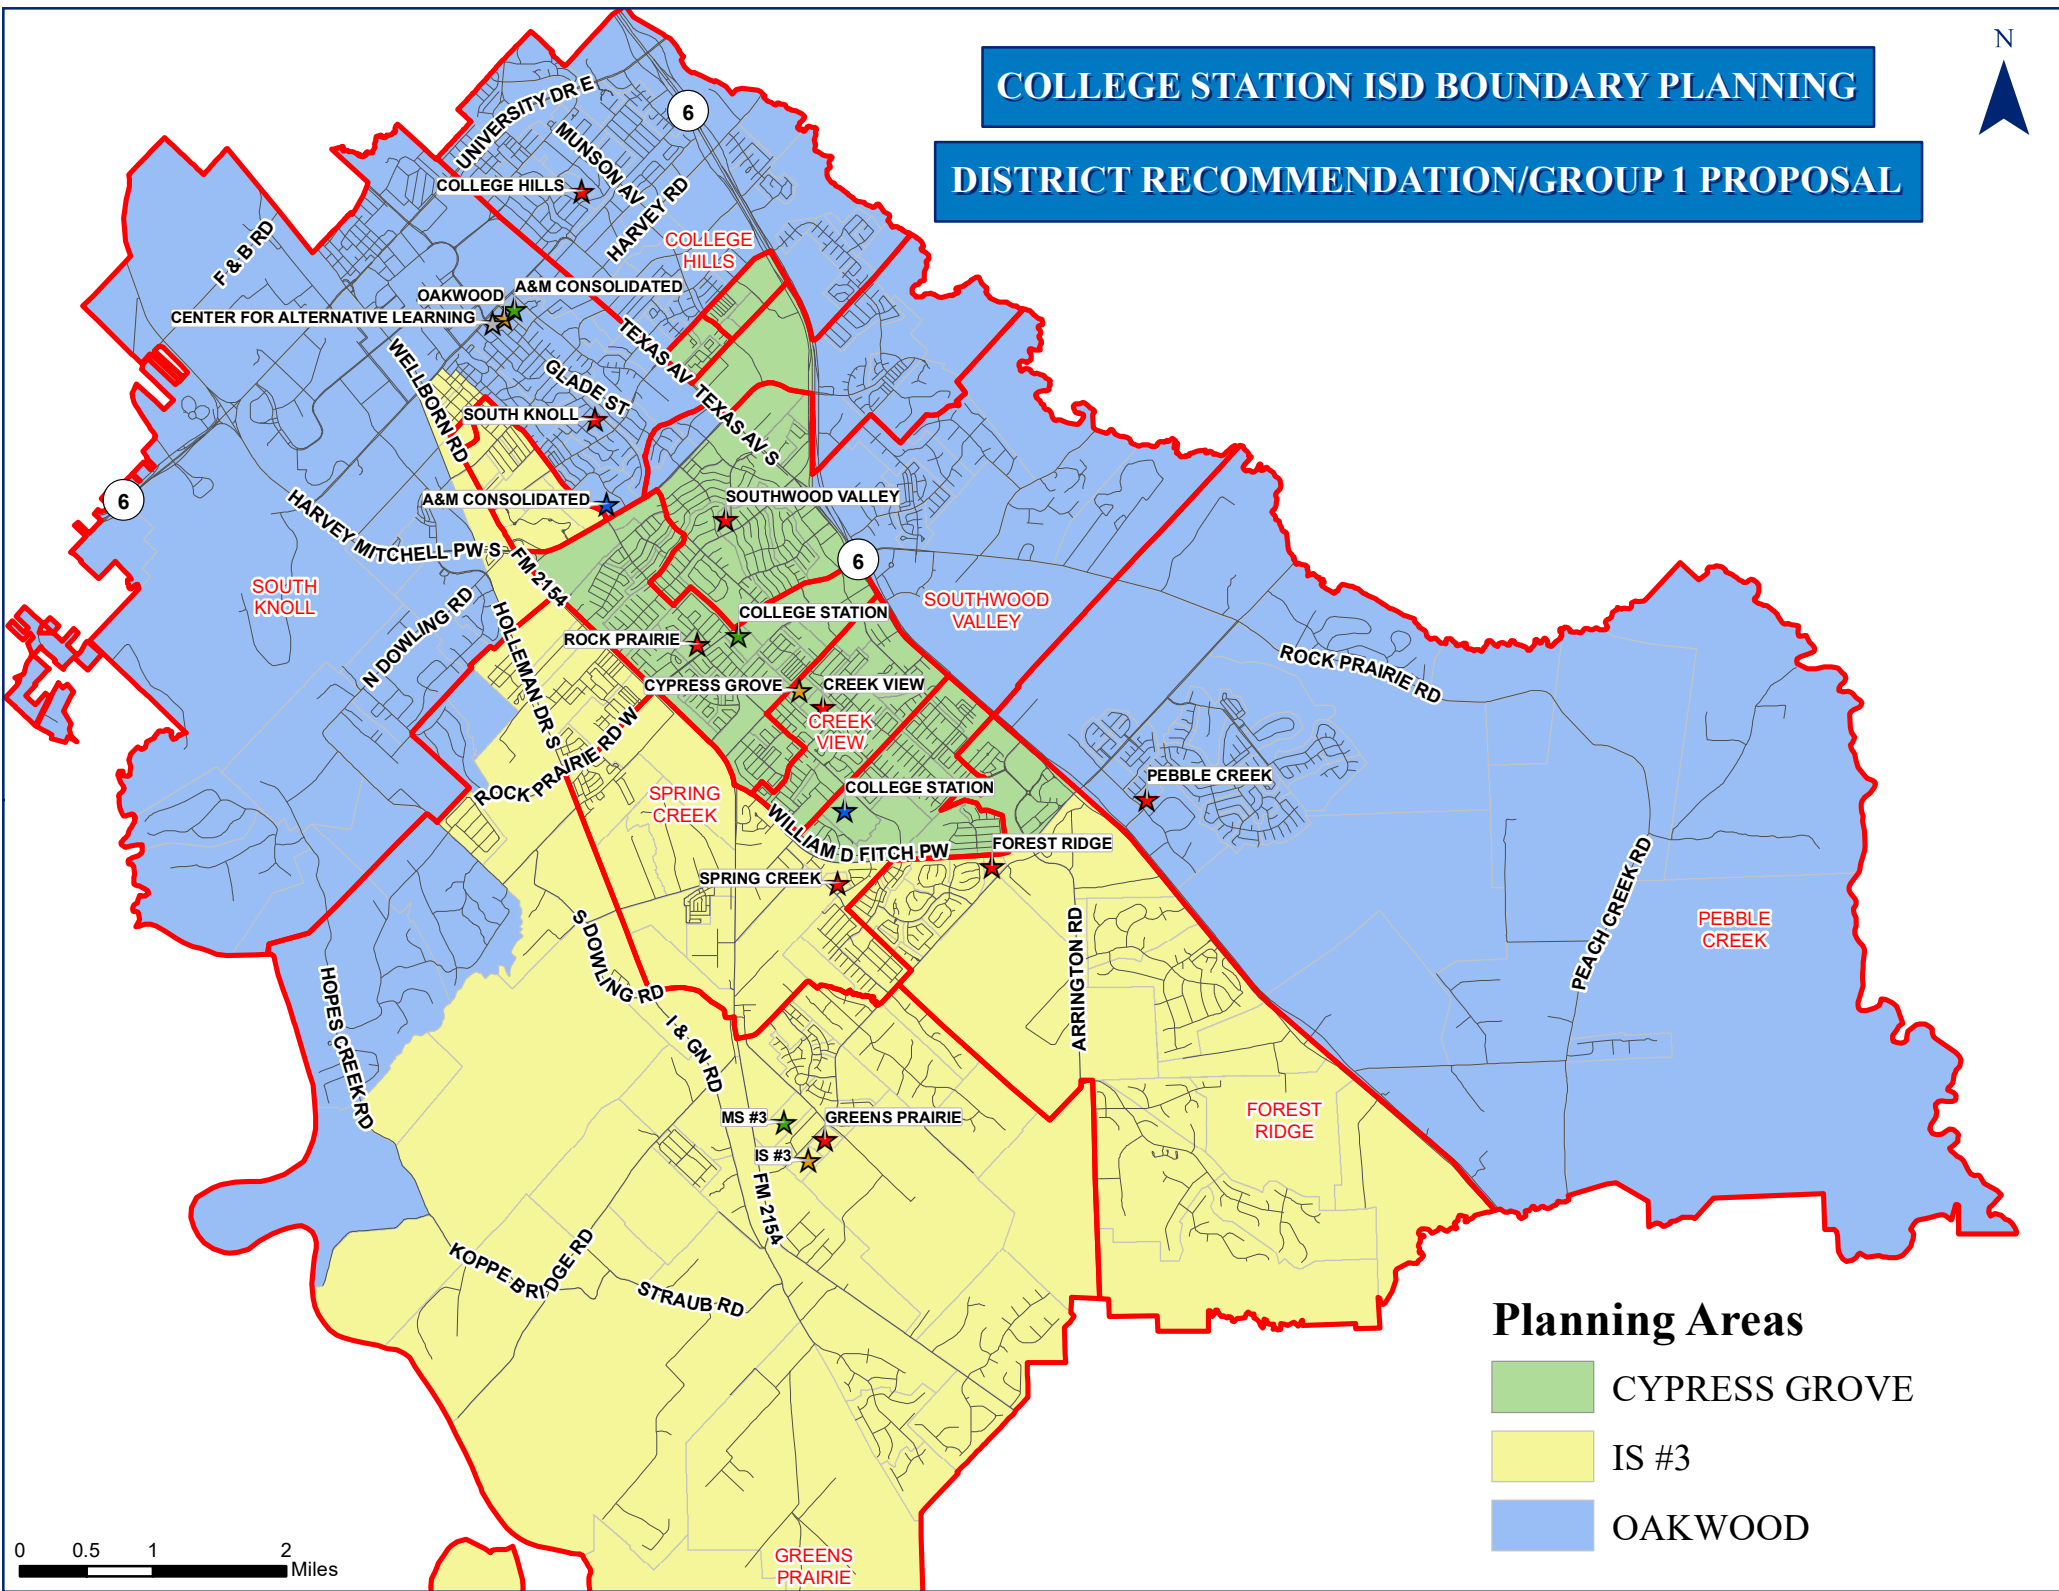 COLLEGE STATION ISD BOUNDARY PLANNING
DISTRICT RECOMMENDATION/GROUP 1 PROPOSAL
N
6
UNIVERSITY DR E
MUNSON AV
HARVEY RD
COLLEGE HILLS
COLLEGE
HILLS
F & B RD
A&M CONSOLIDATED
OAKWOOD
CENTER FOR ALTERNATIVE LEARNING
WELLBORN RD
TEXAS AV
TEXAS AV S
GLADE ST
SOUTH KNOLL
A&M CONSOLIDATED
SOUTHWOOD VALLEY
6
HARVEY MITCHELL PW S
FM 2154
6
SOUTH
KNOLL
N DOWLING RD
HOLLEMAN DR S
COLLEGE STATION
ROCK PRAIRIE
SOUTHWOOD
VALLEY
ROCK PRAIRIE RD
CYPRESS GROVE
CREEK VIEW
CREEK
VIEW
ROCK PRAIRIE RD W
SPRING
CREEK
COLLEGE STATION
PEBBLE CREEK
WILLIAM D FITCH PW
FOREST RIDGE
SPRING CREEK
PEACH CREEK RD
PEBBLE
CREEK
S DOWLING RD
ARRINGTON RD
HOPES CREEK RD
I & GN RD
MS #3
GREENS PRAIRIE
IS #3
FOREST
RIDGE
FM 2154
KOPPE BRIDGE RD
STRAUB RD
GREENS
PRAIRIE
Planning Areas
CYPRESS GROVE
IS #3
OAKWOOD
0 0.5 1 2
Miles